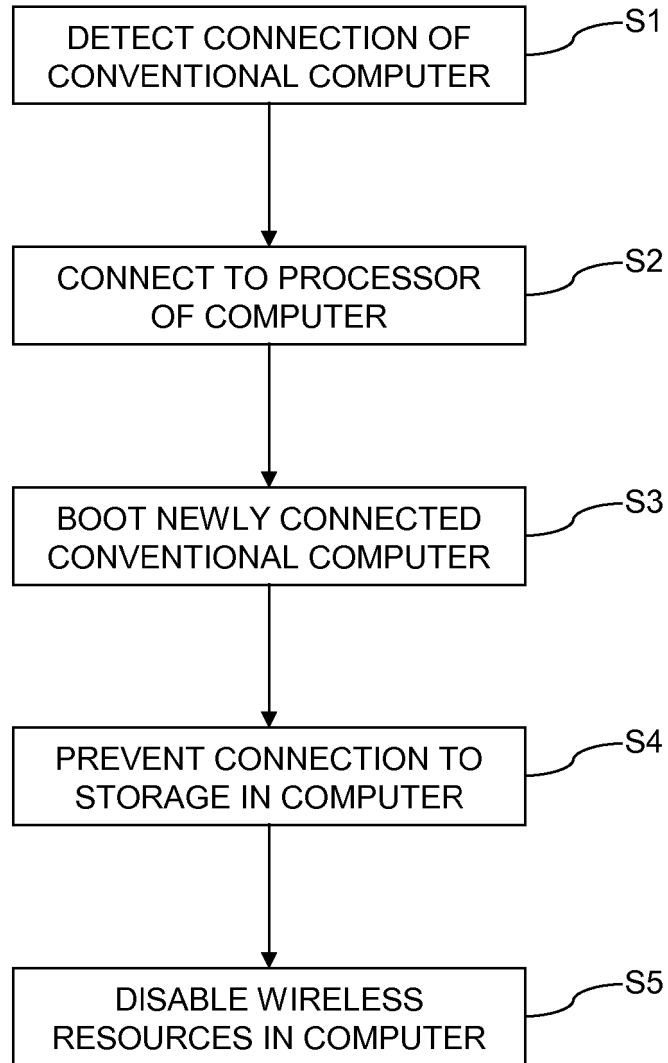 DETECT CONNECTION OF
CONVENTIONAL COMPUTER
S1
CONNECT TO PROCESSOR
OF COMPUTER
S2
BOOT NEWLY CONNECTED
CONVENTIONAL COMPUTER
S3
PREVENT CONNECTION TO
STORAGE IN COMPUTER
S4
DISABLE WIRELESS
RESOURCES IN COMPUTER
S5